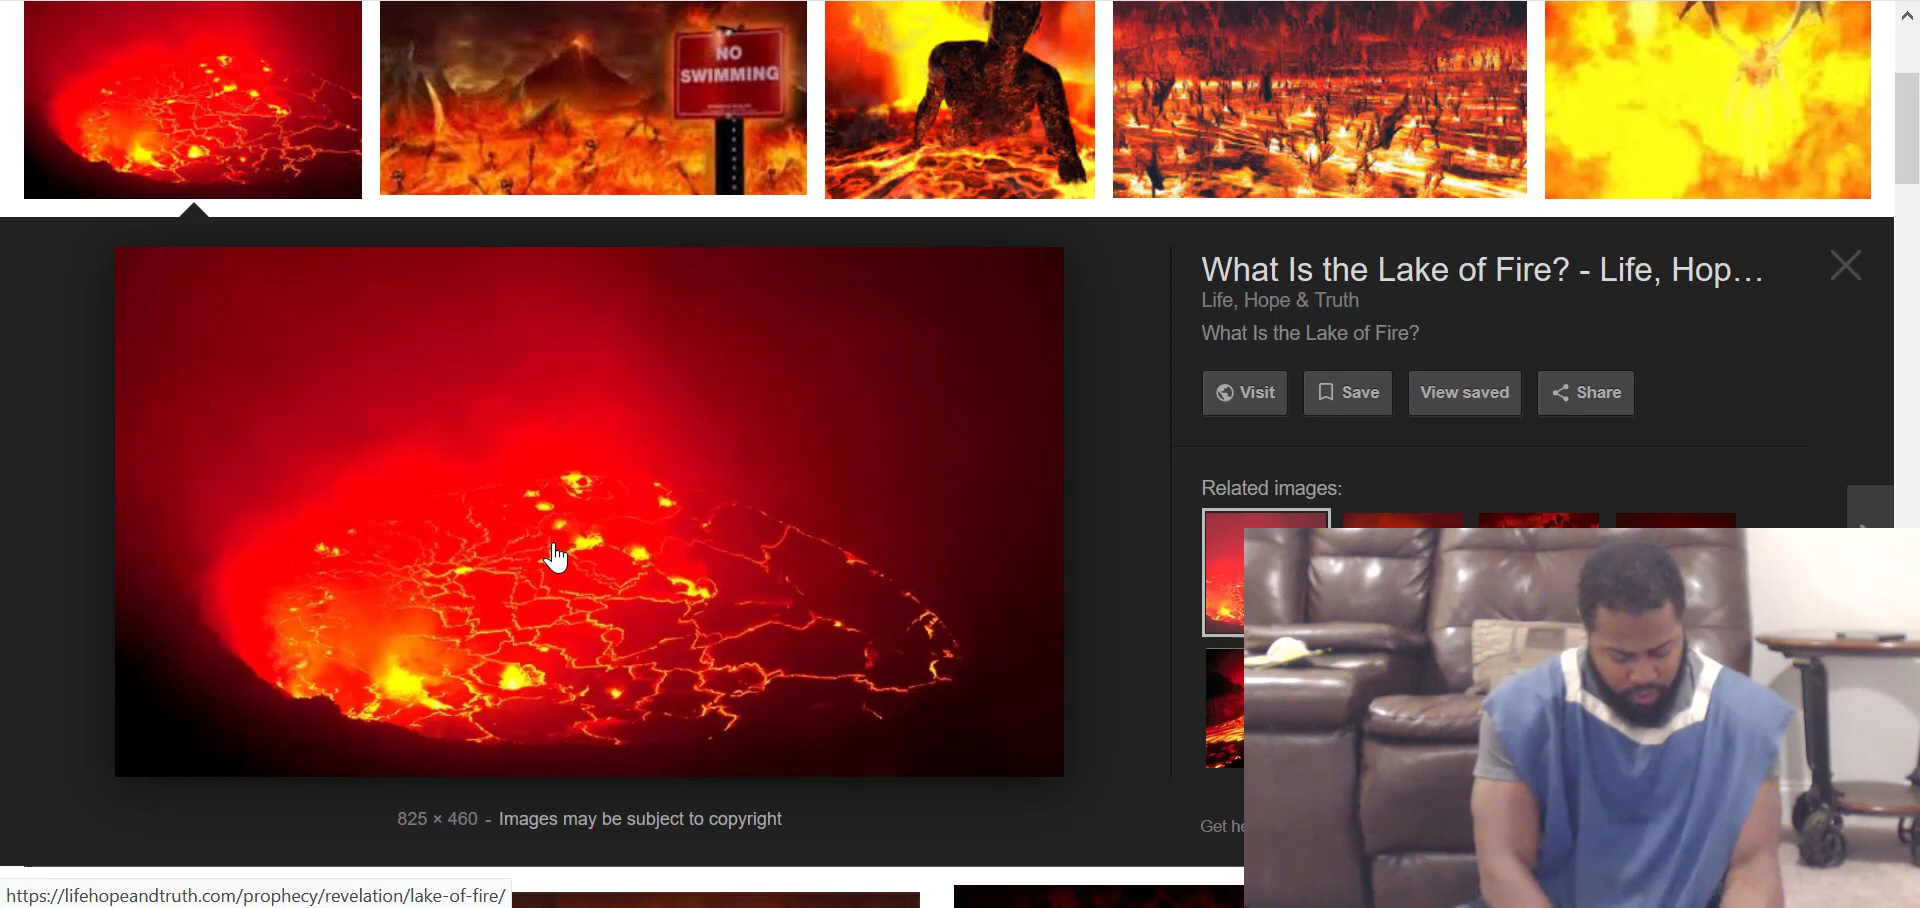 NO
SWIMMING
What Is the Lake of Fire? - Life, Hop...
Life, Hope & Truth
What Is the Lake of Fire?
Visit
Save
View saved
Share
Related images:
825 × 460 - Images may be subject to copyright
Get he
https://lifehopeandtruth.com/prophecy/revelation/lake-of-fire/